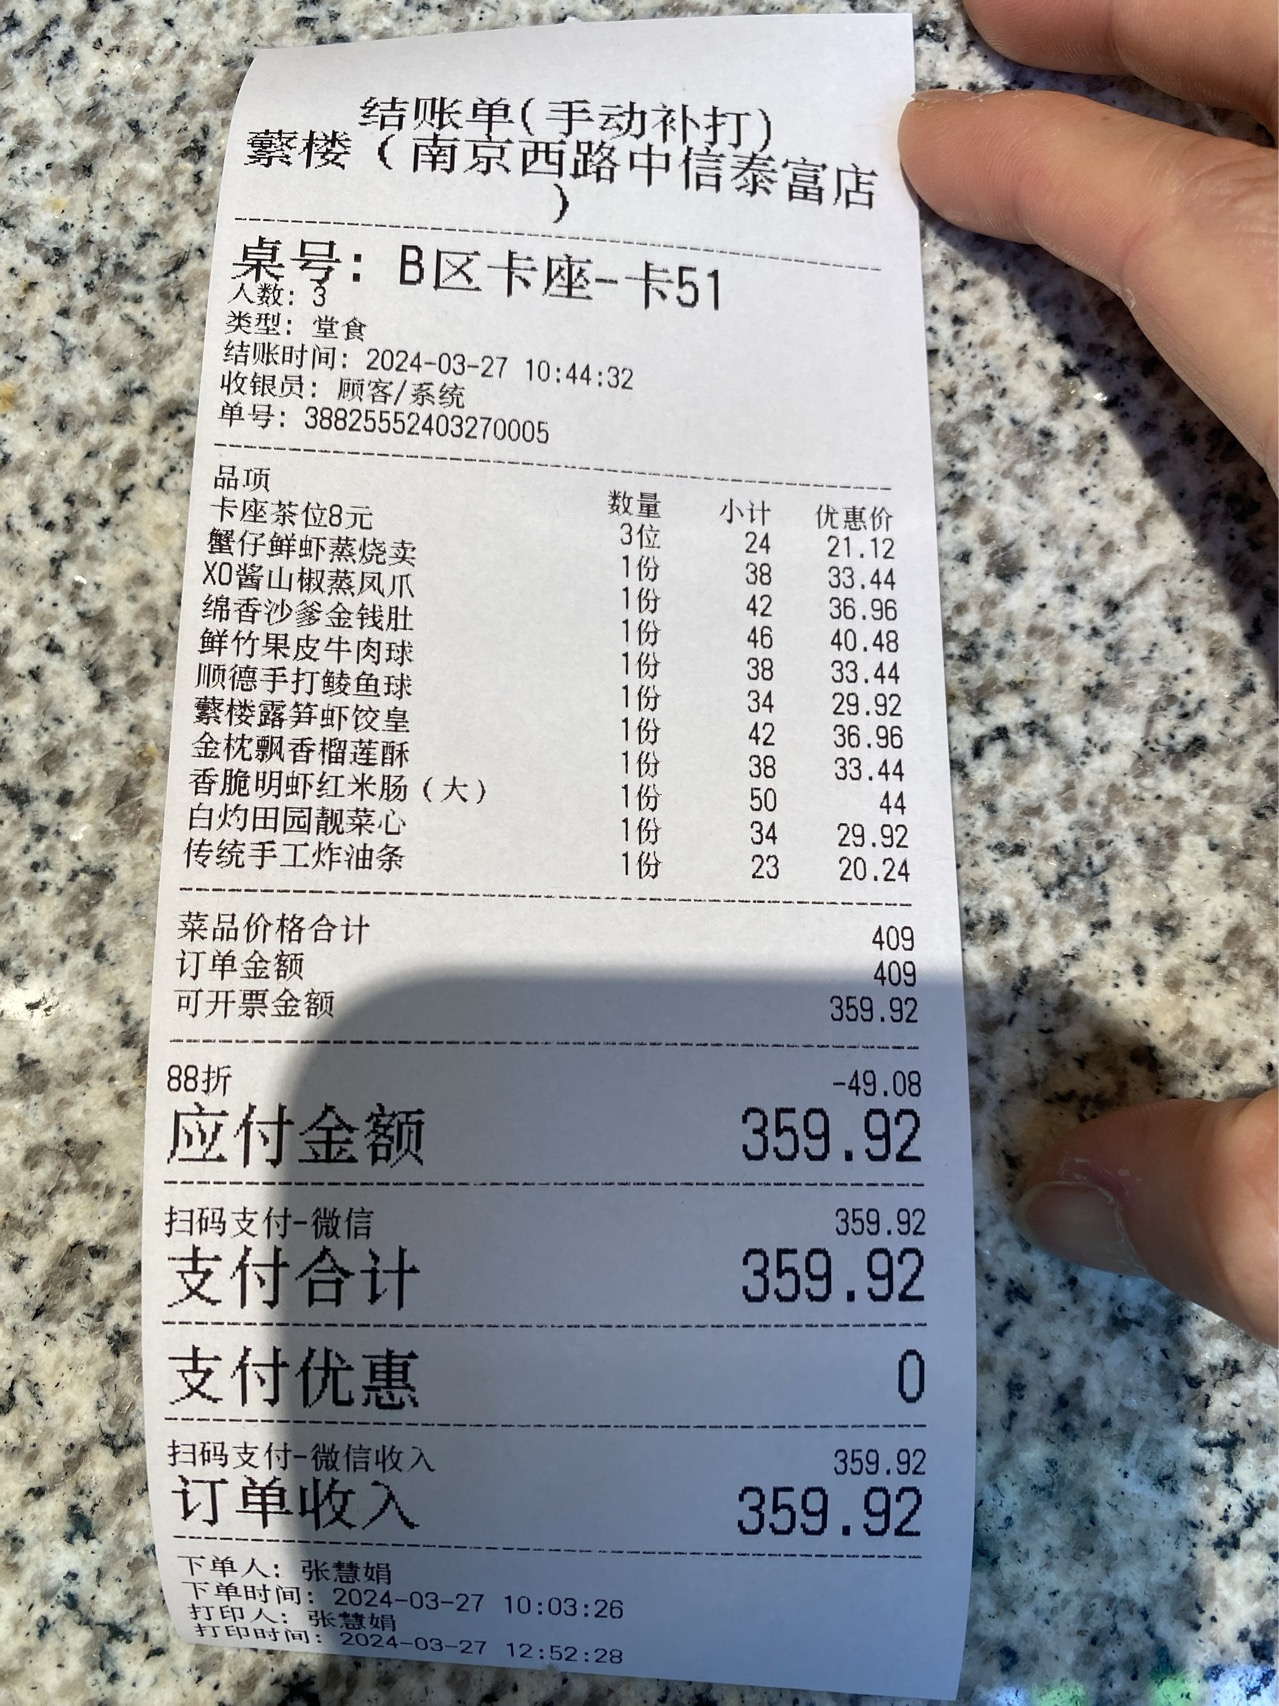 结账单(手动补打)
蘩楼（南京西路中信泰富店
）
桌号: B区卡座-卡51
人数: 3
类型: 堂食
结账时间: 2024-03-27 10:44:32
收银员: 顾客/系统
单号: 38825552403270005
品项 数量 小计 优惠价
卡座茶位8元 3位 24 21.12
蟹仔鲜虾蒸烧卖 1份 38 33.44
XO酱山椒蒸凤爪 1份 42 36.96
绵香沙爹金钱肚 1份 46 40.48
鲜竹果皮牛肉球 1份 38 33.44
顺德手打鲮鱼球 1份 34 29.92
蘩楼露笋虾饺皇 1份 42 36.96
金枕飘香榴莲酥 1份 38 33.44
香脆明虾红米肠（大） 1份 50 44
白灼田园靓菜心 1份 34 29.92
传统手工炸油条 1份 23 20.24
菜品价格合计 409
订单金额 409
可开票金额 359.92
88折 -49.08
应付金额 359.92
扫码支付-微信 359.92
支付合计 359.92
支付优惠 0
扫码支付-微信收入 359.92
订单收入 359.92
下单人: 张慧娟
下单时间: 2024-03-27 10:03:26
打印人: 张慧娟
打印时间: 2024-03-27 12:52:28